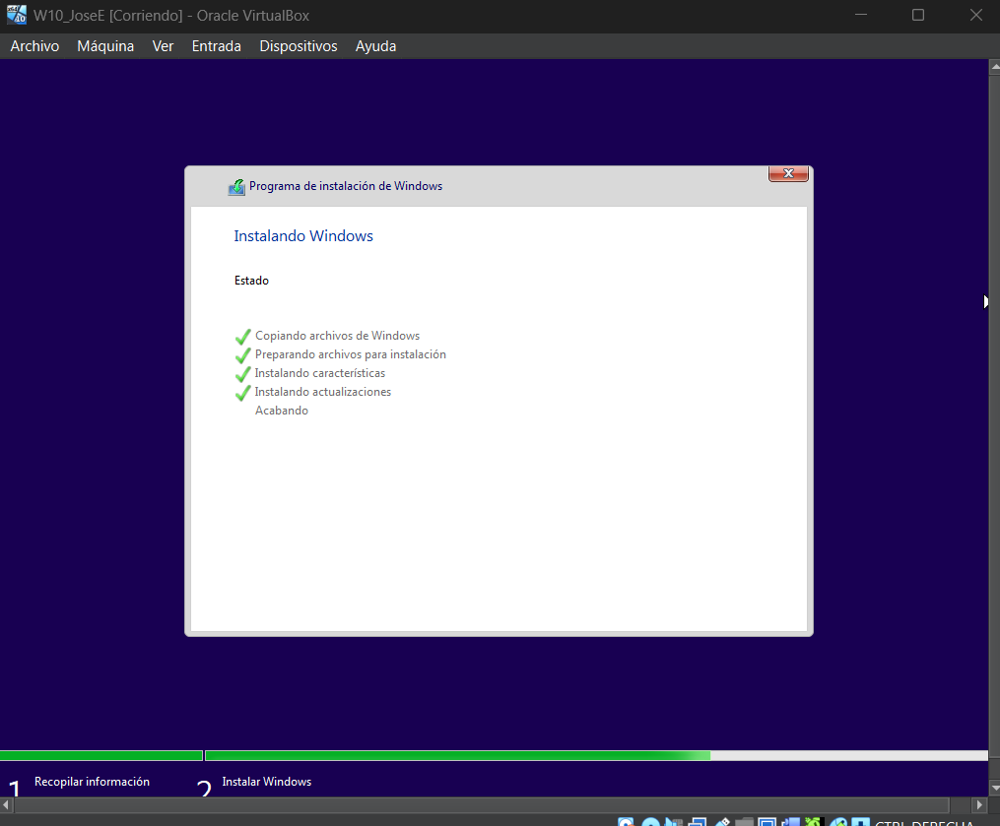 W10_JoseE [Corriendo] - Oracle VirtualBox
Archivo Máquina Ver Entrada Dispositivos Ayuda
Programa de instalación de Windows
Instalando Windows
Estado
Copiando archivos de Windows
Preparando archivos para instalación
Instalando características
Instalando actualizaciones
Acabando
1 Recopilar información 2 Instalar Windows
CTRL DERECHA